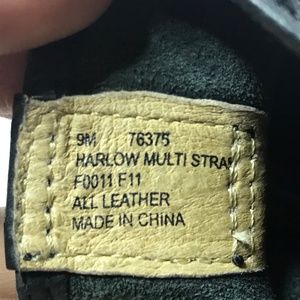 9M 76375
HARLOW MULTI STRA
F0011 F11
ALL LEATHER
MADE IN CHINA